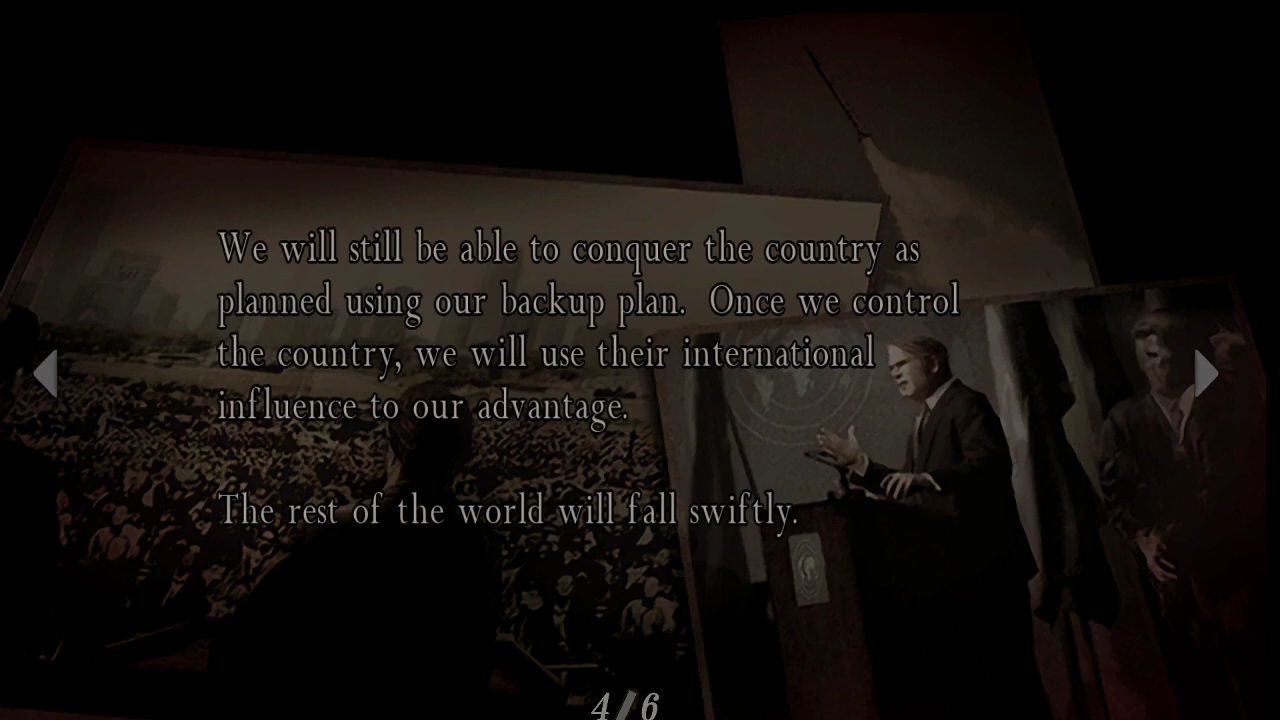 We will still be able to conquer the country as
planned using our backup plan.  Once we control
the country, we will use their international
influence to our advantage.
The rest of the world will fall swiftly.
4/6